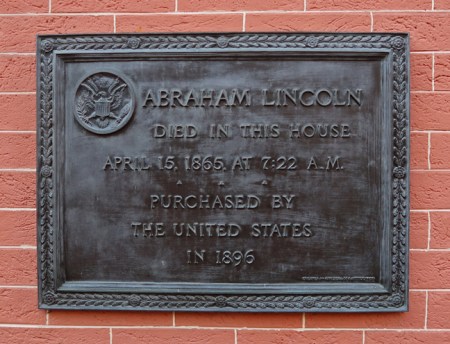 ABRAHAM LINCOLN
DIED IN THIS HOUSE
APRIL 15, 1865, AT 7:22 A.M.
PURCHASED BY
THE UNITED STATES
IN 1896